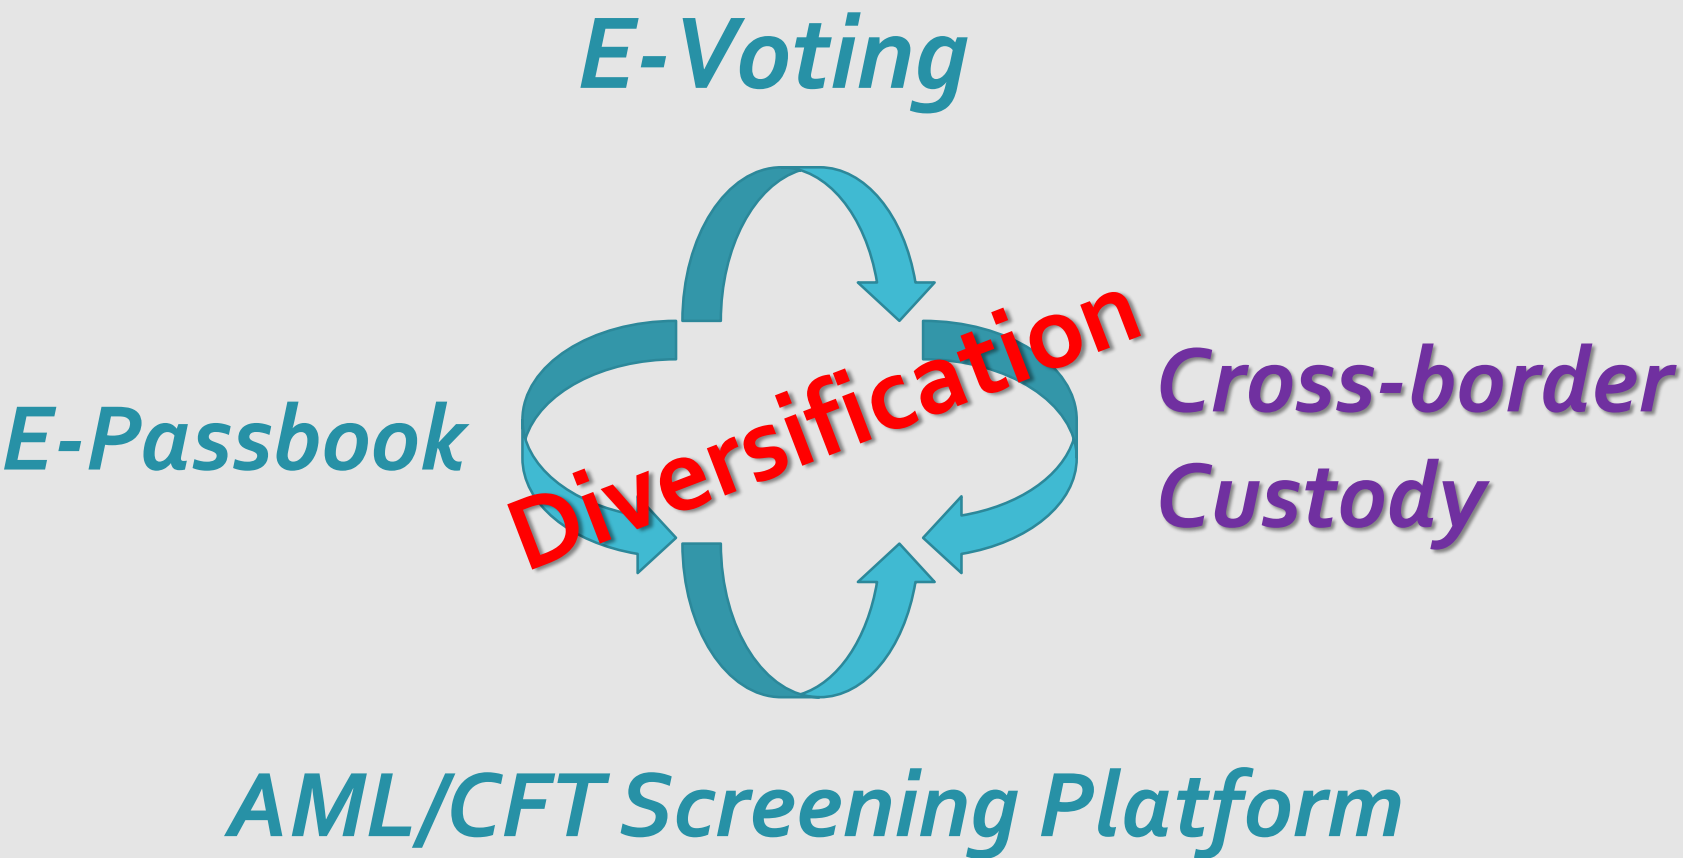 E-Voting
Diversification
Cross-border
Custody
E-Passbook
AML/CFT Screening Platform